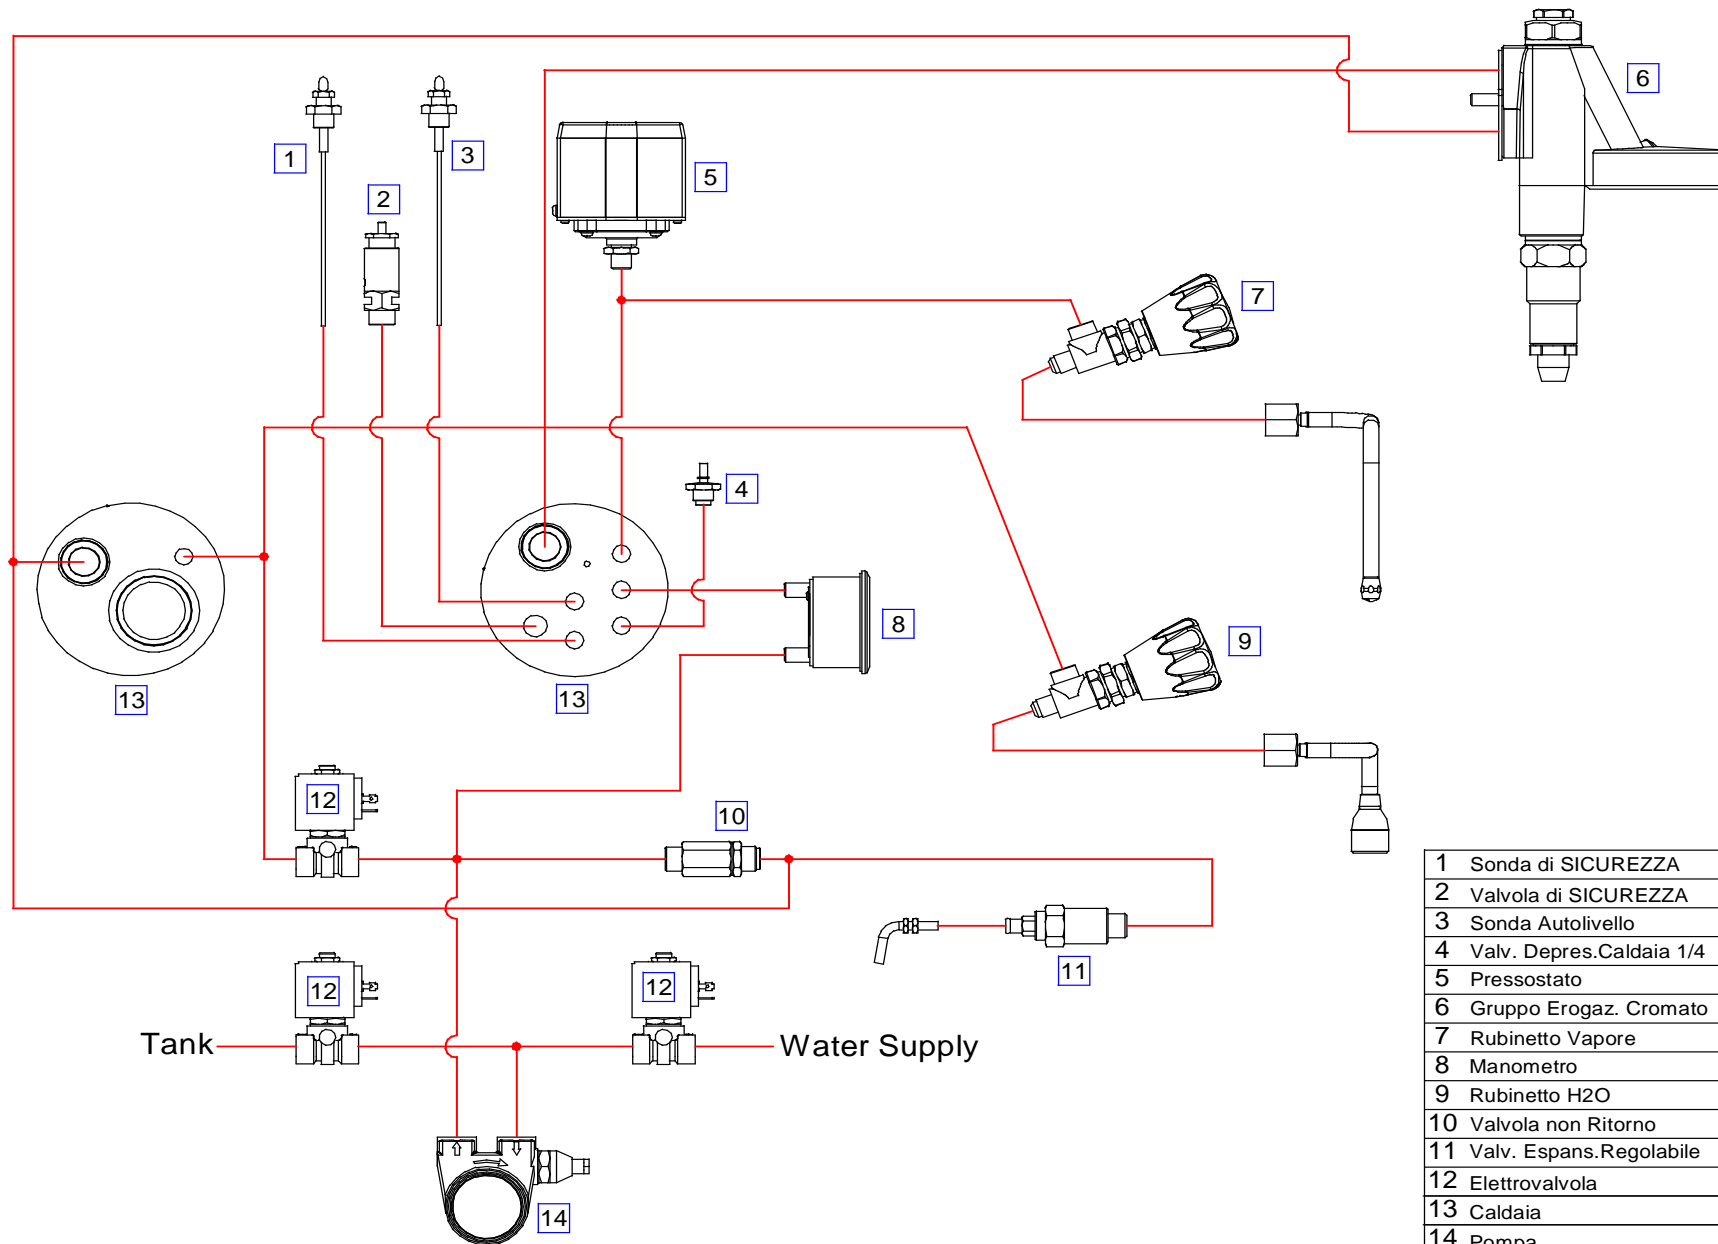 6
1
3
5
2
7
4
8
9
13
13
12
10
11
12
12
Tank
Water Supply
14
1 Sonda di SICUREZZA
2 Valvola di SICUREZZA
3 Sonda Autolivello
4 Valv. Depres.Caldaia 1/4
5 Pressostato
6 Gruppo Erogaz. Cromato
7 Rubinetto Vapore
8 Manometro
9 Rubinetto H2O
10 Valvola non Ritorno
11 Valv. Espans.Regolabile
12 Elettrovalvola
13 Caldaia
14 Pompa